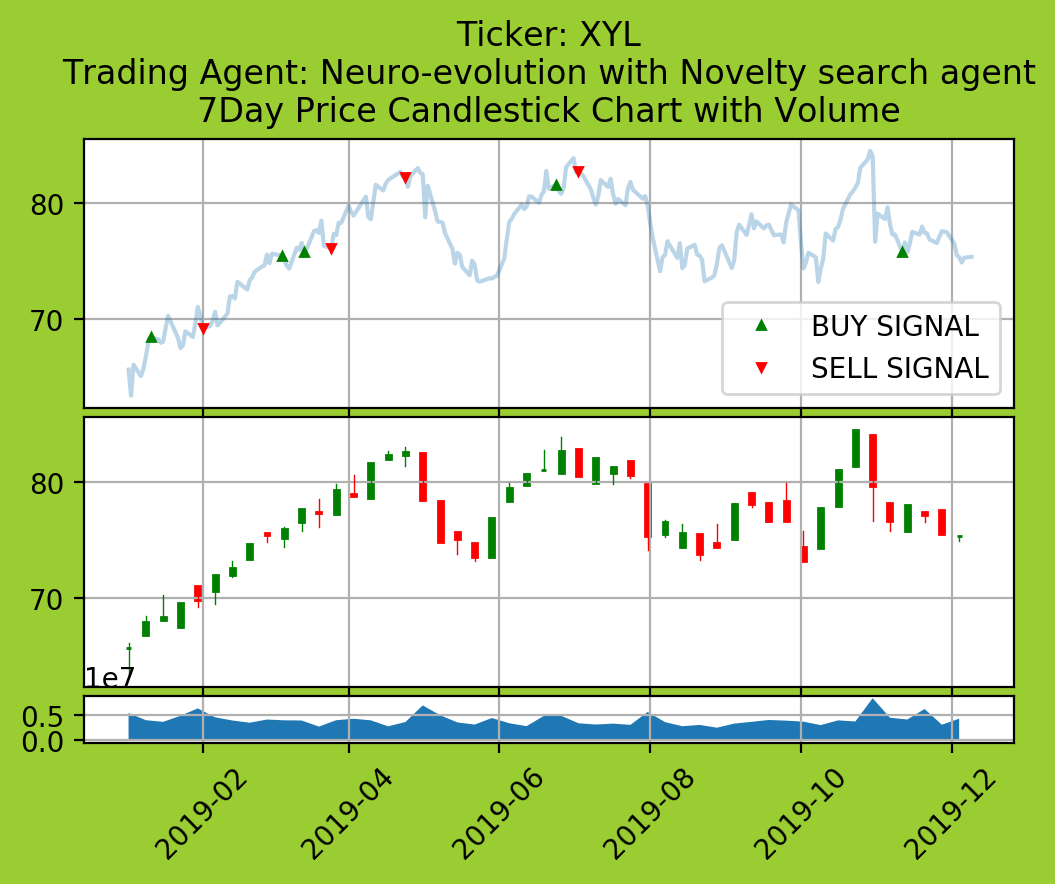 Ticker: XYL
Trading Agent: Neuro-evolution with Novelty search agent
7Day Price Candlestick Chart with Volume
80
70
BUY SIGNAL
SELL SIGNAL
80
70
1e7
0.5
0.0
2019-02
2019-04
2019-06
2019-08
2019-10
2019-12